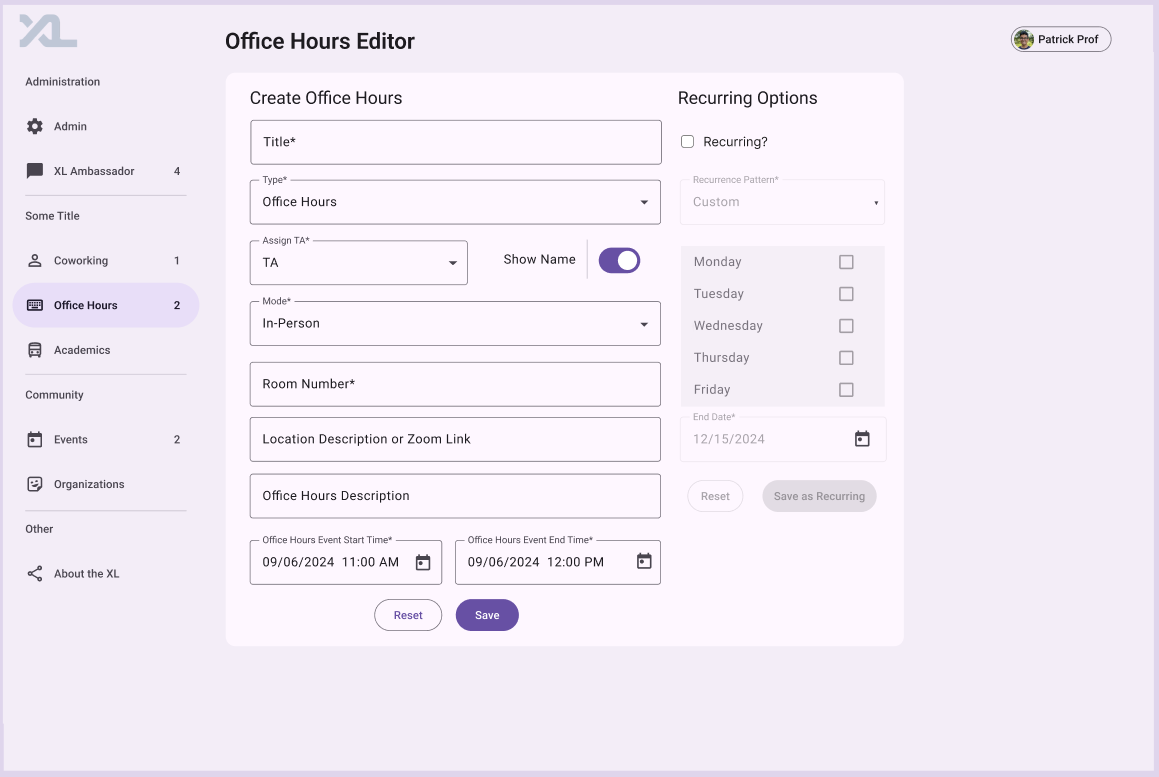 XL
Office Hours Editor
Patrick Prof
Administration
Admin
XL Ambassador 4
Some Title
Coworking 1
Office Hours 2
Academics
Community
Events 2
Organizations
Other
About the XL
Create Office Hours
Title*
Type*
Office Hours
Assign TA*
TA
Show Name
Mode*
In-Person
Room Number*
Location Description or Zoom Link
Office Hours Description
Office Hours Event Start Time*
09/06/2024 11:00 AM
Office Hours Event End Time*
09/06/2024 12:00 PM
Reset
Save
Recurring Options
Recurring?
Recurrence Pattern*
Custom
Monday
Tuesday
Wednesday
Thursday
Friday
End Date*
12/15/2024
Reset
Save as Recurring